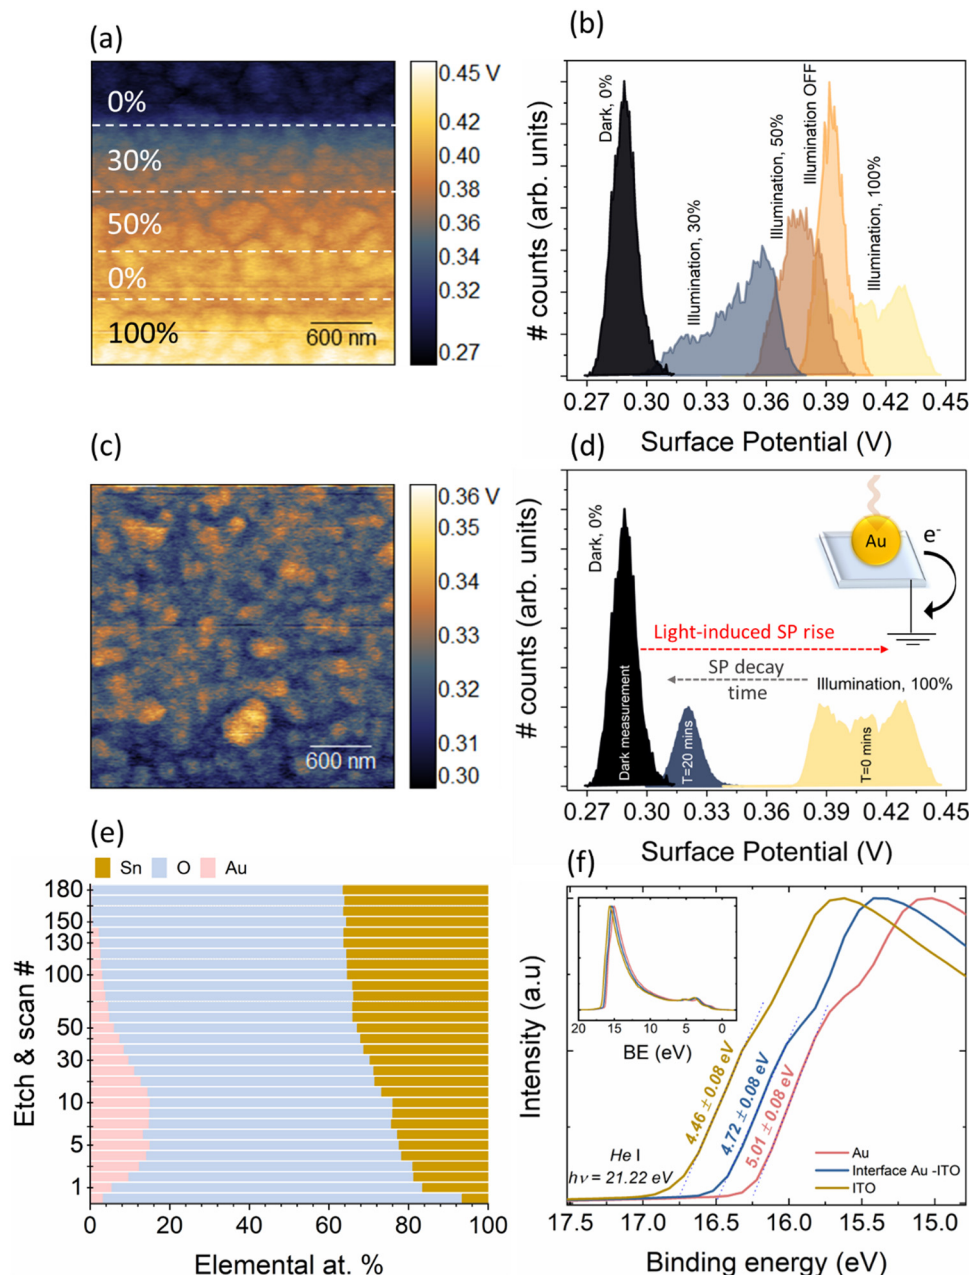 (a)
0%
30%
50%
0%
100%
600 nm
0.45 V
0.42
0.40
0.37
0.35
0.32
0.30
0.27
(b)
# counts (arb. units)
Dark, 0%
Illumination, 30%
Illumination, 50%
Illumination OFF
Illumination, 100%
0.27 0.30 0.33 0.36 0.39 0.42 0.45
Surface Potential (V)
(c)
600 nm
0.36 V
0.35
0.34
0.33
0.32
0.31
0.30
(d)
# counts (arb. units)
Dark, 0%
Au
e-
Light-induced SP rise
SP decay
time
Illumination, 100%
Dark measurement
T=20 mins
T=0 mins
0.27 0.30 0.33 0.36 0.39 0.42 0.45
Surface Potential (V)
(e)
Sn O Au
Etch & scan #
180
150
130
100
50
30
10
5
1
0 20 40 60 80 100
Elemental at. %
(f)
Intensity (a.u)
20 15 10 5 0
BE (eV)
4.46 ± 0.08 eV
4.72 ± 0.08 eV
5.01 ± 0.08 eV
He I
hν = 21.22 eV
Au
Interface Au -ITO
ITO
17.5 17.0 16.5 16.0 15.5 15.0
Binding energy (eV)